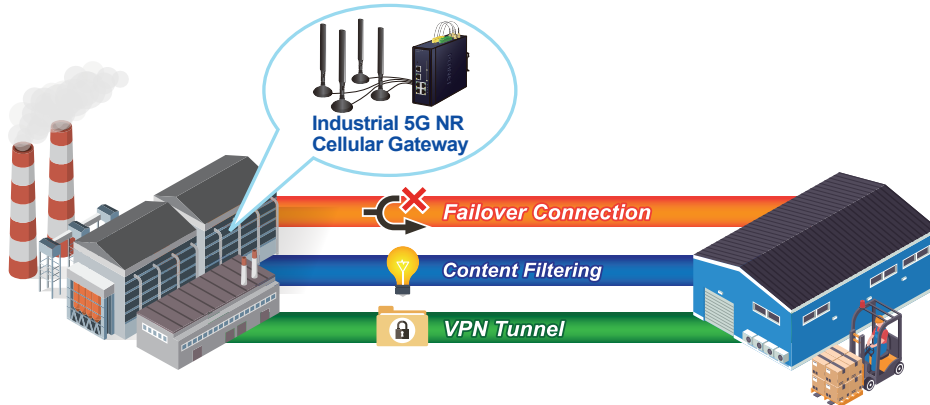 Industrial 5G NR
Cellular Gateway
Failover Connection
Content Filtering
VPN Tunnel